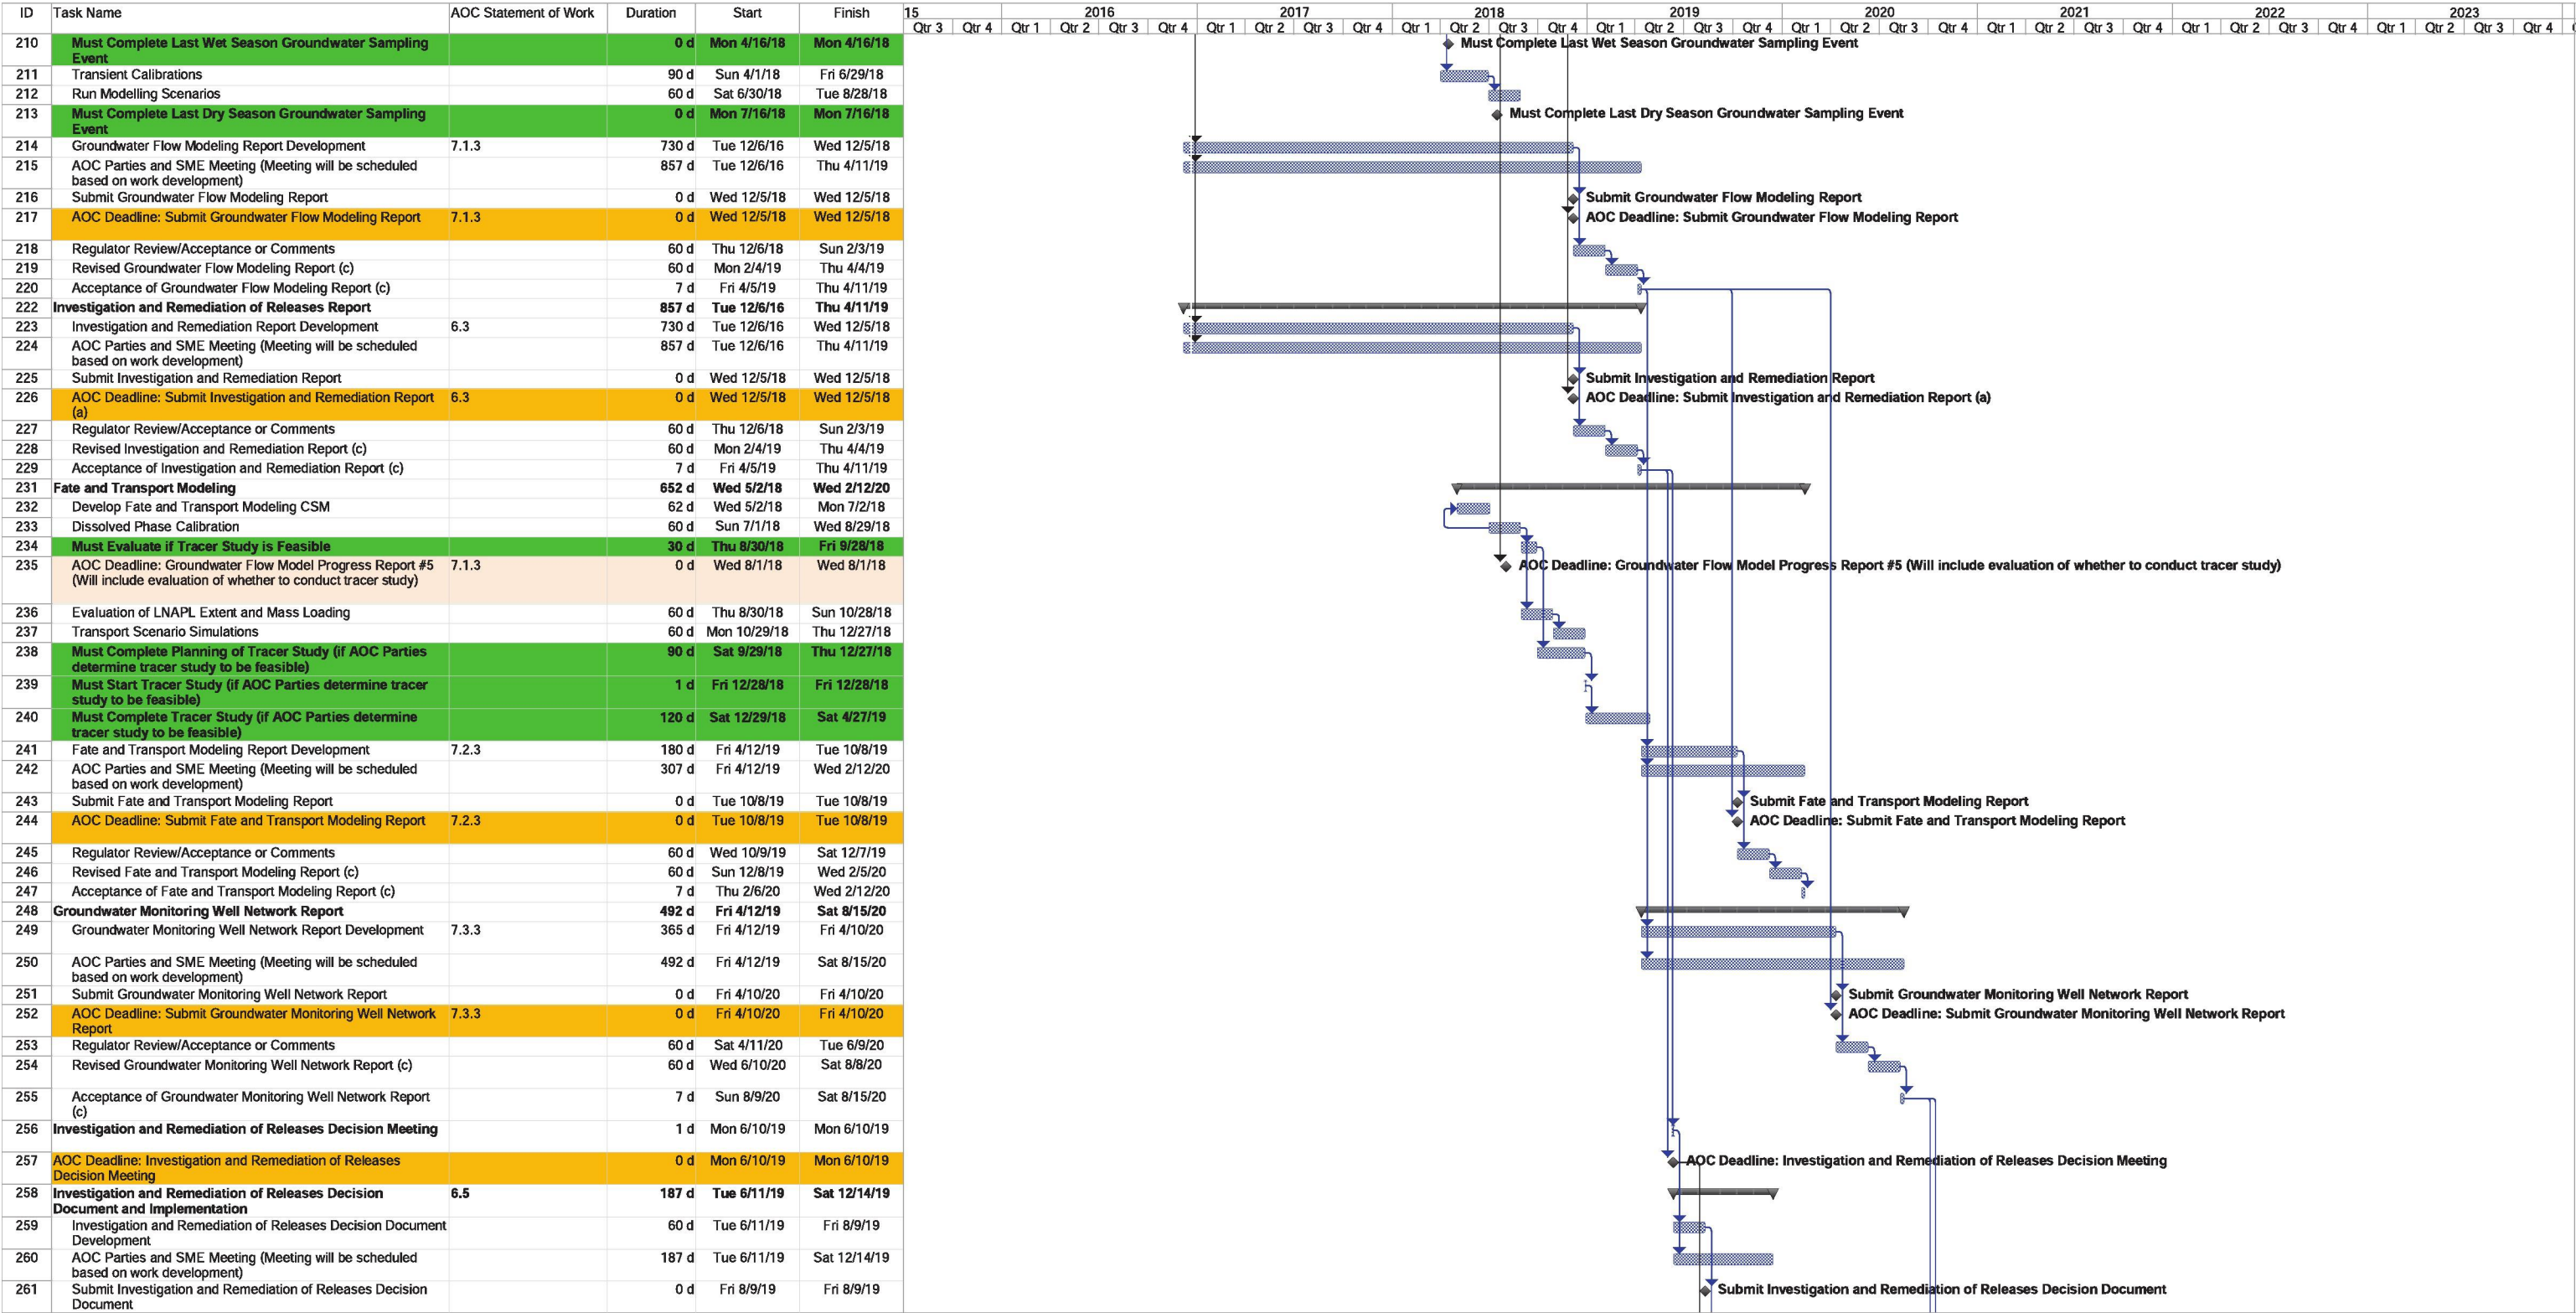 ID Task Name AOC Statement of Work Duration Start Finish 15 2016 2017 2018 2019 2020 2021 2022 2023
Qtr 3 Qtr 4 Qtr 1 Qtr 2 Qtr 3 Qtr 4 Qtr 1 Qtr 2 Qtr 3 Qtr 4 Qtr 1 Qtr 2 Qtr 3 Qtr 4 Qtr 1 Qtr 2 Qtr 3 Qtr 4 Qtr 1 Qtr 2 Qtr 3 Qtr 4 Qtr 1 Qtr 2 Qtr 3 Qtr 4 Qtr 1 Qtr 2 Qtr 3 Qtr 4 Qtr 1 Qtr 2 Qtr 3 Qtr 4
210 Must Complete Last Wet Season Groundwater Sampling 0 d Mon 4/16/18 Mon 4/16/18 Must Complete Last Wet Season Groundwater Sampling Event
Event
211 Transient Calibrations 90 d Sun 4/1/18 Fri 6/29/18
212 Run Modelling Scenarios 60 d Sat 6/30/18 Tue 8/28/18
213 Must Complete Last Dry Season Groundwater Sampling 0 d Mon 7/16/18 Mon 7/16/18 Must Complete Last Dry Season Groundwater Sampling Event
Event
214 Groundwater Flow Modeling Report Development 7.1.3 730 d Tue 12/6/16 Wed 12/5/18
215 AOC Parties and SME Meeting (Meeting will be scheduled 857 d Tue 12/6/16 Thu 4/11/19
based on work development)
216 Submit Groundwater Flow Modeling Report 0 d Wed 12/5/18 Wed 12/5/18 Submit Groundwater Flow Modeling Report
217 AOC Deadline: Submit Groundwater Flow Modeling Report 7.1.3 0 d Wed 12/5/18 Wed 12/5/18 AOC Deadline: Submit Groundwater Flow Modeling Report
218 Regulator Review/Acceptance or Comments 60 d Thu 12/6/18 Sun 2/3/19
219 Revised Groundwater Flow Modeling Report (c) 60 d Mon 2/4/19 Thu 4/4/19
220 Acceptance of Groundwater Flow Modeling Report (c) 7 d Fri 4/5/19 Thu 4/11/19
222 Investigation and Remediation of Releases Report 857 d Tue 12/6/16 Thu 4/11/19
223 Investigation and Remediation Report Development 6.3 730 d Tue 12/6/16 Wed 12/5/18
224 AOC Parties and SME Meeting (Meeting will be scheduled 857 d Tue 12/6/16 Thu 4/11/19
based on work development)
225 Submit Investigation and Remediation Report 0 d Wed 12/5/18 Wed 12/5/18 Submit Investigation and Remediation Report
226 AOC Deadline: Submit Investigation and Remediation Report 6.3 0 d Wed 12/5/18 Wed 12/5/18 AOC Deadline: Submit Investigation and Remediation Report (a)
(a)
227 Regulator Review/Acceptance or Comments 60 d Thu 12/6/18 Sun 2/3/19
228 Revised Investigation and Remediation Report (c) 60 d Mon 2/4/19 Thu 4/4/19
229 Acceptance of Investigation and Remediation Report (c) 7 d Fri 4/5/19 Thu 4/11/19
231 Fate and Transport Modeling 652 d Wed 5/2/18 Wed 2/12/20
232 Develop Fate and Transport Modeling CSM 62 d Wed 5/2/18 Mon 7/2/18
233 Dissolved Phase Calibration 60 d Sun 7/1/18 Wed 8/29/18
234 Must Evaluate if Tracer Study is Feasible 30 d Thu 8/30/18 Fri 9/28/18
235 AOC Deadline: Groundwater Flow Model Progress Report #5 7.1.3 0 d Wed 8/1/18 Wed 8/1/18 AOC Deadline: Groundwater Flow Model Progress Report #5 (Will include evaluation of whether to conduct tracer study)
(Will include evaluation of whether to conduct tracer study)
236 Evaluation of LNAPL Extent and Mass Loading 60 d Thu 8/30/18 Sun 10/28/18
237 Transport Scenario Simulations 60 d Mon 10/29/18 Thu 12/27/18
238 Must Complete Planning of Tracer Study (if AOC Parties 90 d Sat 9/29/18 Thu 12/27/18
determine tracer study to be feasible)
239 Must Start Tracer Study (if AOC Parties determine tracer 1 d Fri 12/28/18 Fri 12/28/18
study to be feasible)
240 Must Complete Tracer Study (if AOC Parties determine 120 d Sat 12/29/18 Sat 4/27/19
tracer study to be feasible)
241 Fate and Transport Modeling Report Development 7.2.3 180 d Fri 4/12/19 Tue 10/8/19
242 AOC Parties and SME Meeting (Meeting will be scheduled 307 d Fri 4/12/19 Wed 2/12/20
based on work development)
243 Submit Fate and Transport Modeling Report 0 d Tue 10/8/19 Tue 10/8/19 Submit Fate and Transport Modeling Report
244 AOC Deadline: Submit Fate and Transport Modeling Report 7.2.3 0 d Tue 10/8/19 Tue 10/8/19 AOC Deadline: Submit Fate and Transport Modeling Report
245 Regulator Review/Acceptance or Comments 60 d Wed 10/9/19 Sat 12/7/19
246 Revised Fate and Transport Modeling Report (c) 60 d Sun 12/8/19 Wed 2/5/20
247 Acceptance of Fate and Transport Modeling Report (c) 7 d Thu 2/6/20 Wed 2/12/20
248 Groundwater Monitoring Well Network Report 492 d Fri 4/12/19 Sat 8/15/20
249 Groundwater Monitoring Well Network Report Development 7.3.3 365 d Fri 4/12/19 Fri 4/10/20
250 AOC Parties and SME Meeting (Meeting will be scheduled 492 d Fri 4/12/19 Sat 8/15/20
based on work development)
251 Submit Groundwater Monitoring Well Network Report 0 d Fri 4/10/20 Fri 4/10/20 Submit Groundwater Monitoring Well Network Report
252 AOC Deadline: Submit Groundwater Monitoring Well Network 7.3.3 0 d Fri 4/10/20 Fri 4/10/20 AOC Deadline: Submit Groundwater Monitoring Well Network Report
Report
253 Regulator Review/Acceptance or Comments 60 d Sat 4/11/20 Tue 6/9/20
254 Revised Groundwater Monitoring Well Network Report (c) 60 d Wed 6/10/20 Sat 8/8/20
255 Acceptance of Groundwater Monitoring Well Network Report 7 d Sun 8/9/20 Sat 8/15/20
(c)
256 Investigation and Remediation of Releases Decision Meeting 1 d Mon 6/10/19 Mon 6/10/19
257 AOC Deadline: Investigation and Remediation of Releases 0 d Mon 6/10/19 Mon 6/10/19 AOC Deadline: Investigation and Remediation of Releases Decision Meeting
Decision Meeting
258 Investigation and Remediation of Releases Decision 6.5 187 d Tue 6/11/19 Sat 12/14/19
Document and Implementation
259 Investigation and Remediation of Releases Decision Document 60 d Tue 6/11/19 Fri 8/9/19
Development
260 AOC Parties and SME Meeting (Meeting will be scheduled 187 d Tue 6/11/19 Sat 12/14/19
based on work development)
261 Submit Investigation and Remediation of Releases Decision 0 d Fri 8/9/19 Fri 8/9/19 Submit Investigation and Remediation of Releases Decision Document
Document